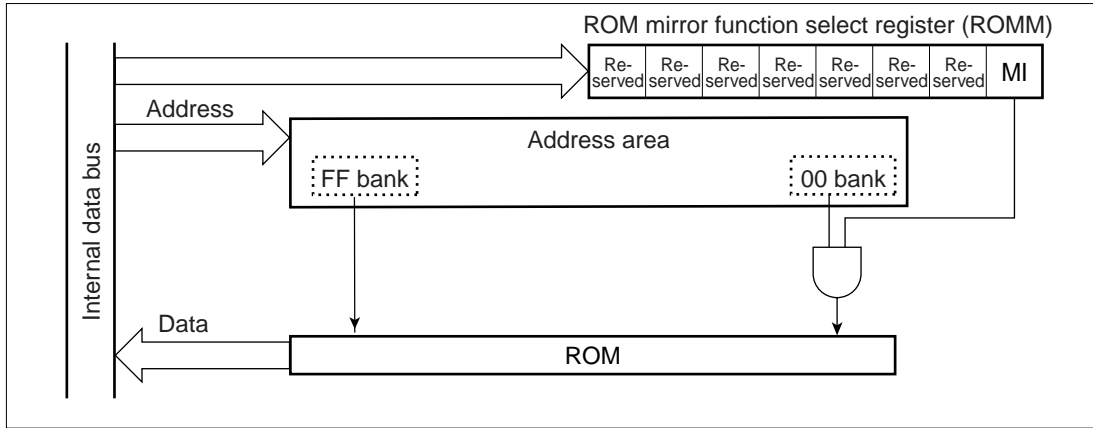 ROM mirror function select register (ROMM)
Re-served Re-served Re-served Re-served Re-served Re-served Re-served MI
Address
Address area
FF bank 00 bank
Internal data bus
Data
ROM